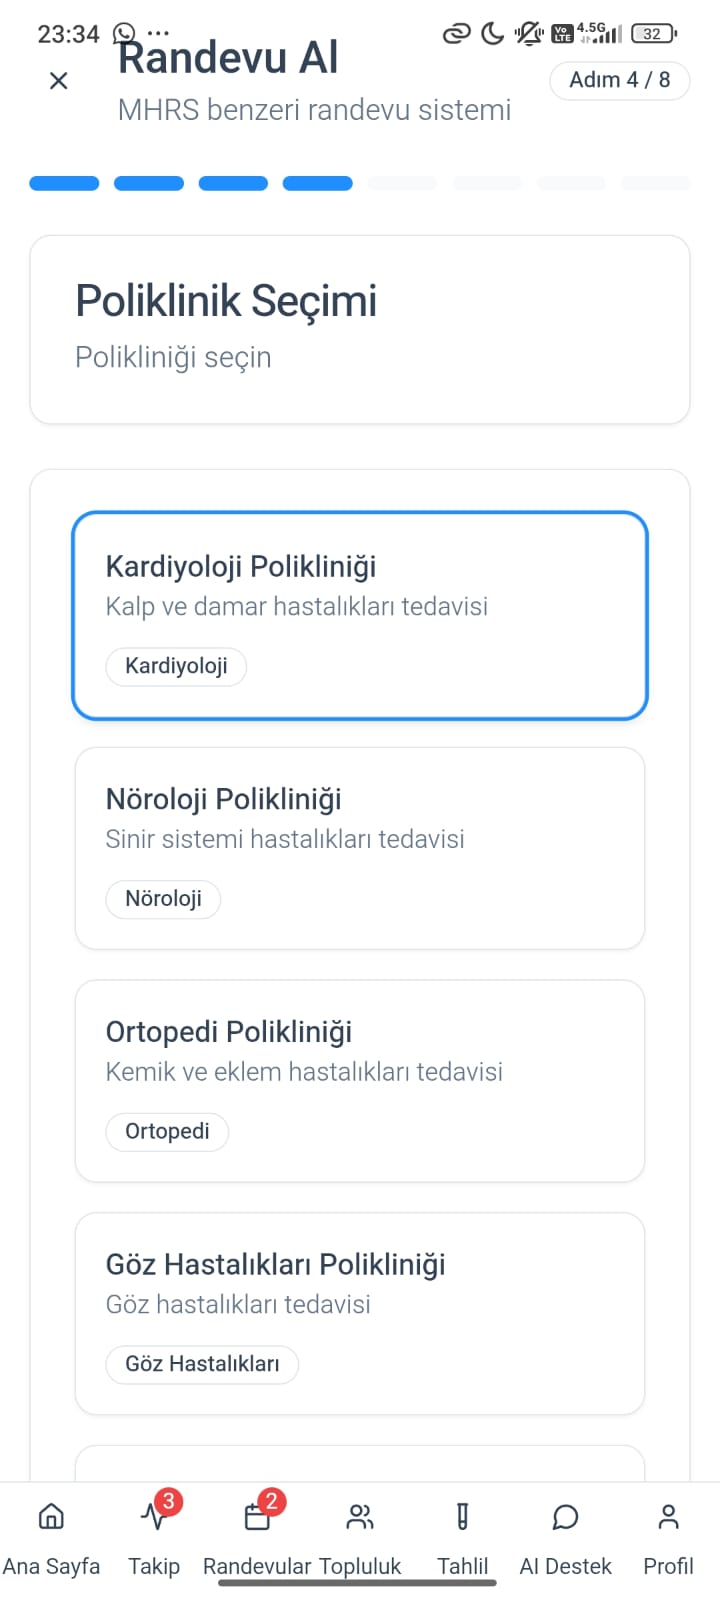 23:34
VoLTE
4.5G
32
Randevu Al
MHRS benzeri randevu sistemi
Adım 4 / 8
Poliklinik Seçimi
Polikliniği seçin
Kardiyoloji Polikliniği
Kalp ve damar hastalıkları tedavisi
Kardiyoloji
Nöroloji Polikliniği
Sinir sistemi hastalıkları tedavisi
Nöroloji
Ortopedi Polikliniği
Kemik ve eklem hastalıkları tedavisi
Ortopedi
Göz Hastalıkları Polikliniği
Göz hastalıkları tedavisi
Göz Hastalıkları
3
2
Ana Sayfa
Takip
Randevular
Topluluk
Tahlil
AI Destek
Profil